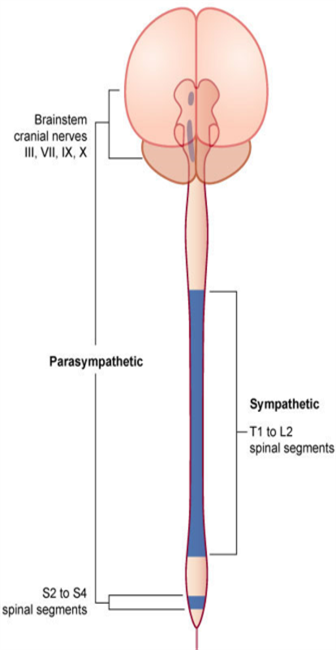 Brainstem
cranial nerves
III, VII, IX, X
Parasympathetic
Sympathetic
T1 to L2
spinal segments
S2 to S4
spinal segments